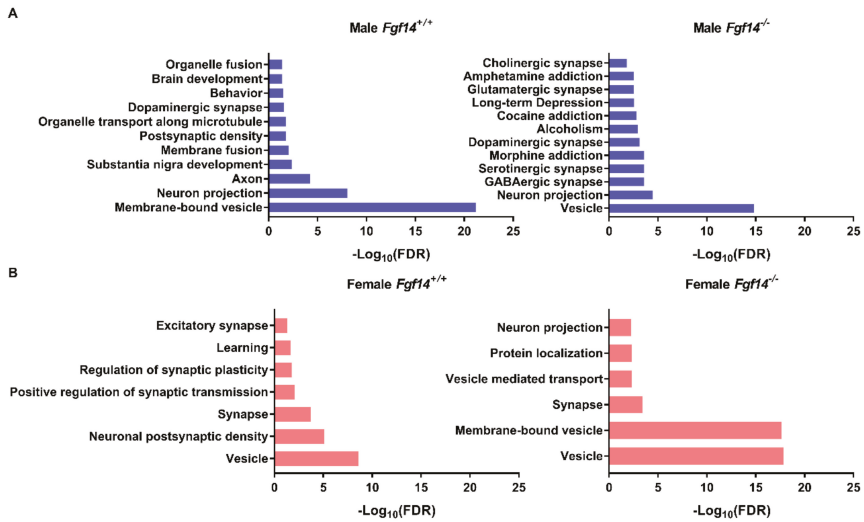 A
Male Fgf14+/+
Organelle fusion
Brain development
Behavior
Dopaminergic synapse
Organelle transport along microtubule
Postsynaptic density
Membrane fusion
Substantia nigra development
Axon
Neuron projection
Membrane-bound vesicle
0 5 10 15 20 25
-Log10(FDR)
Male Fgf14-/-
Cholinergic synapse
Amphetamine addiction
Glutamatergic synapse
Long-term Depression
Cocaine addiction
Alcoholism
Dopaminergic synapse
Morphine addiction
Serotinergic synapse
GABAergic synapse
Neuron projection
Vesicle
0 5 10 15 20 25
-Log10(FDR)
B
Female Fgf14+/+
Excitatory synapse
Learning
Regulation of synaptic plasticity
Positive regulation of synaptic transmission
Synapse
Neuronal postsynaptic density
Vesicle
0 5 10 15 20 25
-Log10(FDR)
Female Fgf14-/-
Neuron projection
Protein localization
Vesicle mediated transport
Synapse
Membrane-bound vesicle
Vesicle
0 5 10 15 20 25
-Log10(FDR)